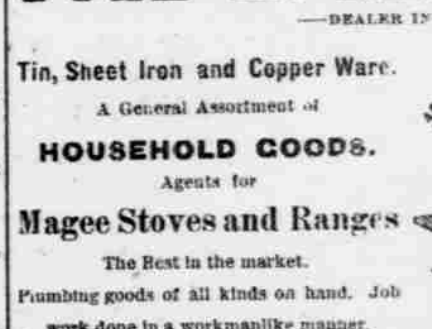 —DEALER IN
Tin, Sheet Iron and Copper Ware.
A General Assortment of
HOUSEHOLD GOODS.
Agents for
Magee Stoves and Ranges
The Best in the market.
Plumbing goods of all kinds on hand. Job
work done in a workmanlike manner